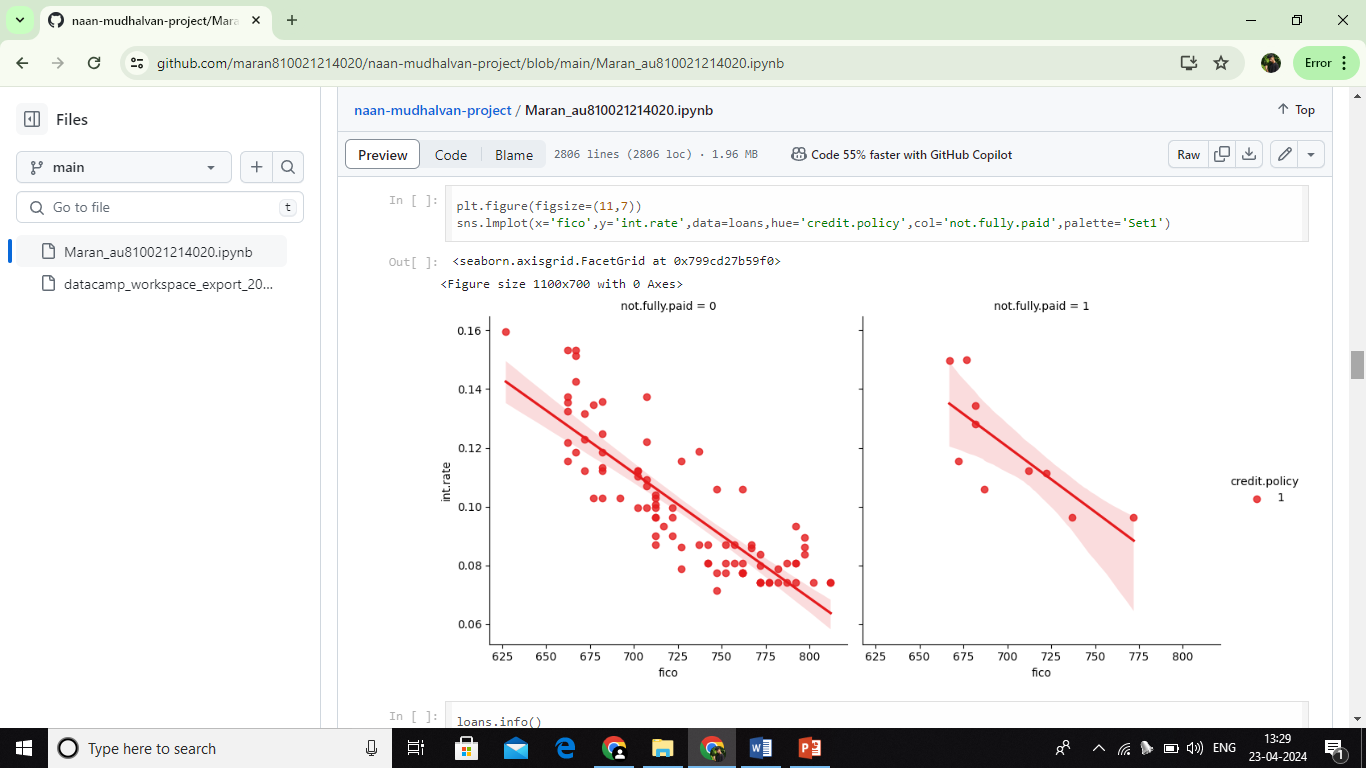 naan-mudhalvan-project/Mara
github.com/maran810021214020/naan-mudhalvan-project/blob/main/Maran_au810021214020.ipynb
Error
Files
main
Go to file
t
Maran_au810021214020.ipynb
datacamp_workspace_export_20...
naan-mudhalvan-project / Maran_au810021214020.ipynb
Top
Preview
Code
Blame
2806 lines (2806 loc) · 1.96 MB
Code 55% faster with GitHub Copilot
Raw
In [ ]:
plt.figure(figsize=(11,7))
sns.lmplot(x='fico',y='int.rate',data=loans,hue='credit.policy',col='not.fully.paid',palette='Set1')
Out[ ]:
<seaborn.axisgrid.FacetGrid at 0x799cd27b59f0>
<Figure size 1100x700 with 0 Axes>
not.fully.paid = 0
not.fully.paid = 1
0.16
0.14
0.12
0.10
0.08
0.06
int.rate
625 650 675 700 725 750 775 800
fico
625 650 675 700 725 750 775 800
fico
credit.policy
1
In [ ]:
loans.info()
Type here to search
ENG
13:29
23-04-2024
1